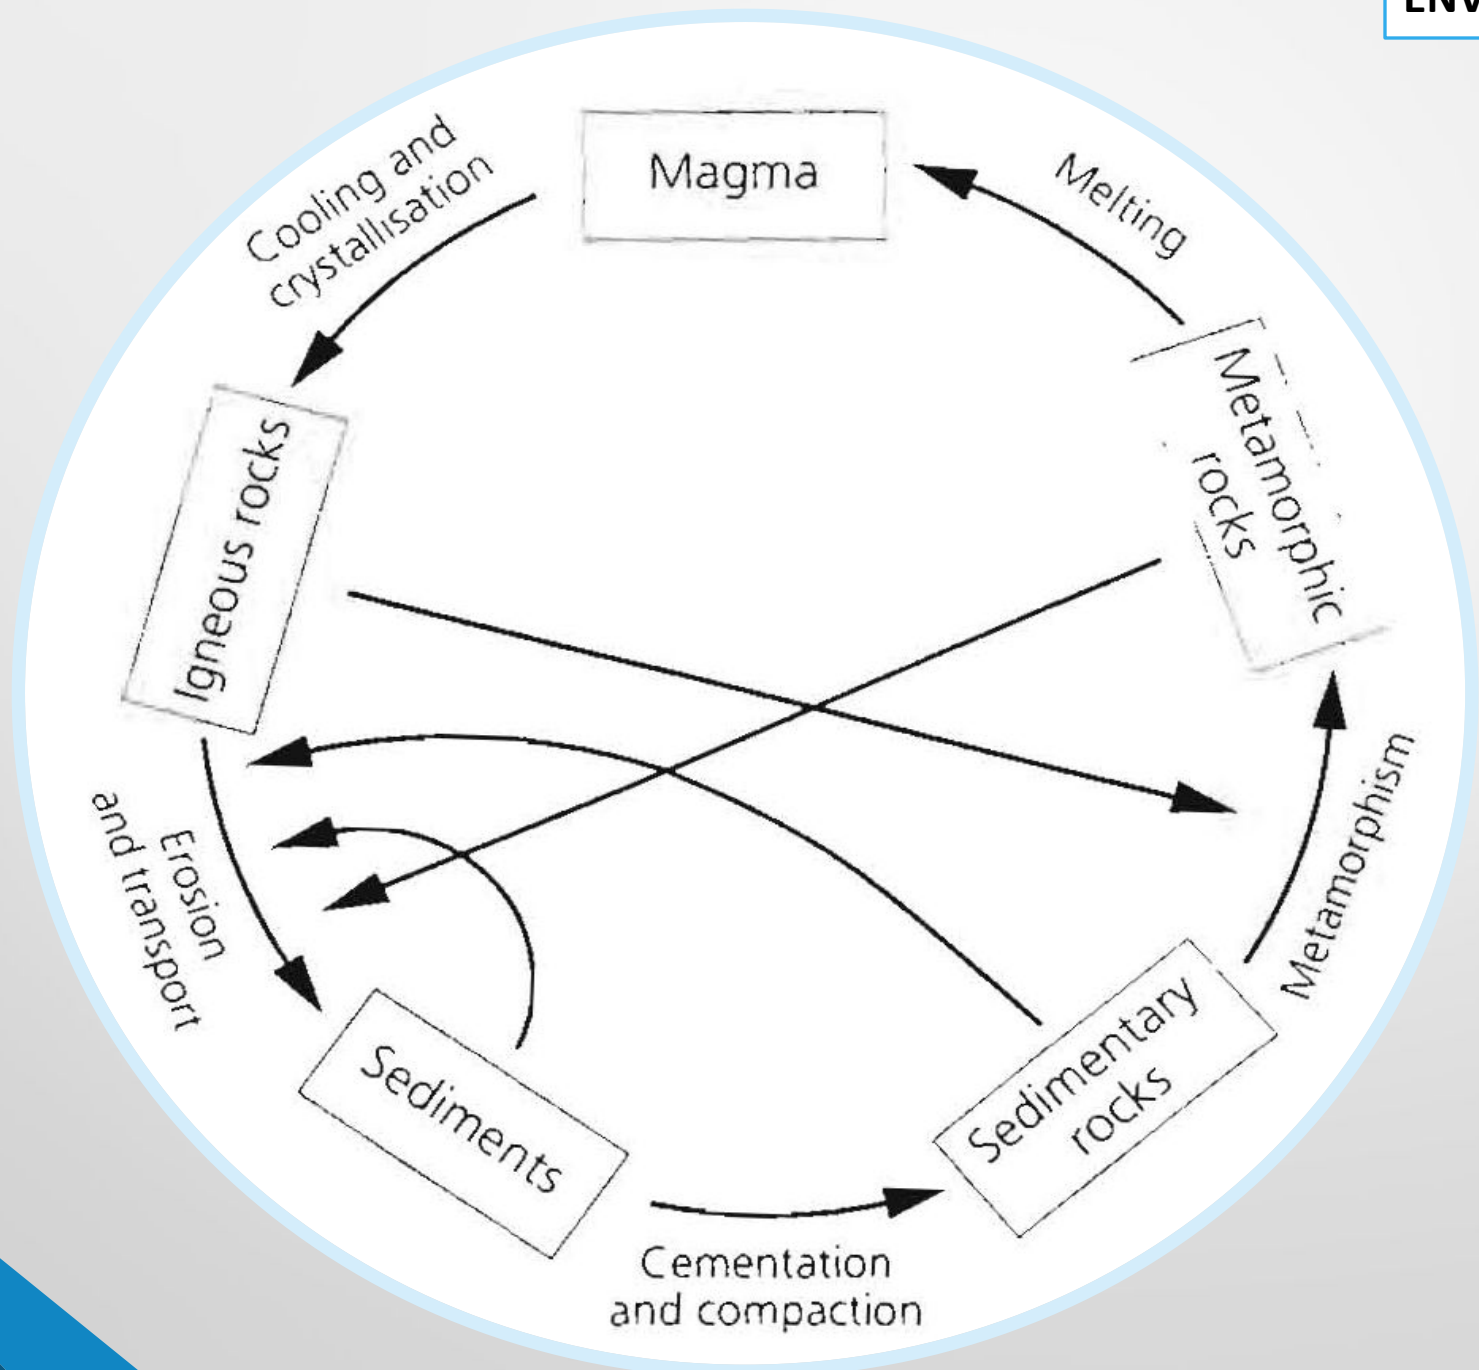 ENV
Magma
Cooling and
crystallisation
Melting
Igneous rocks
Metamorphic
rocks
Erosion
and transport
Metamorphism
Sediments
Sedimentary
rocks
Cementation
and compaction